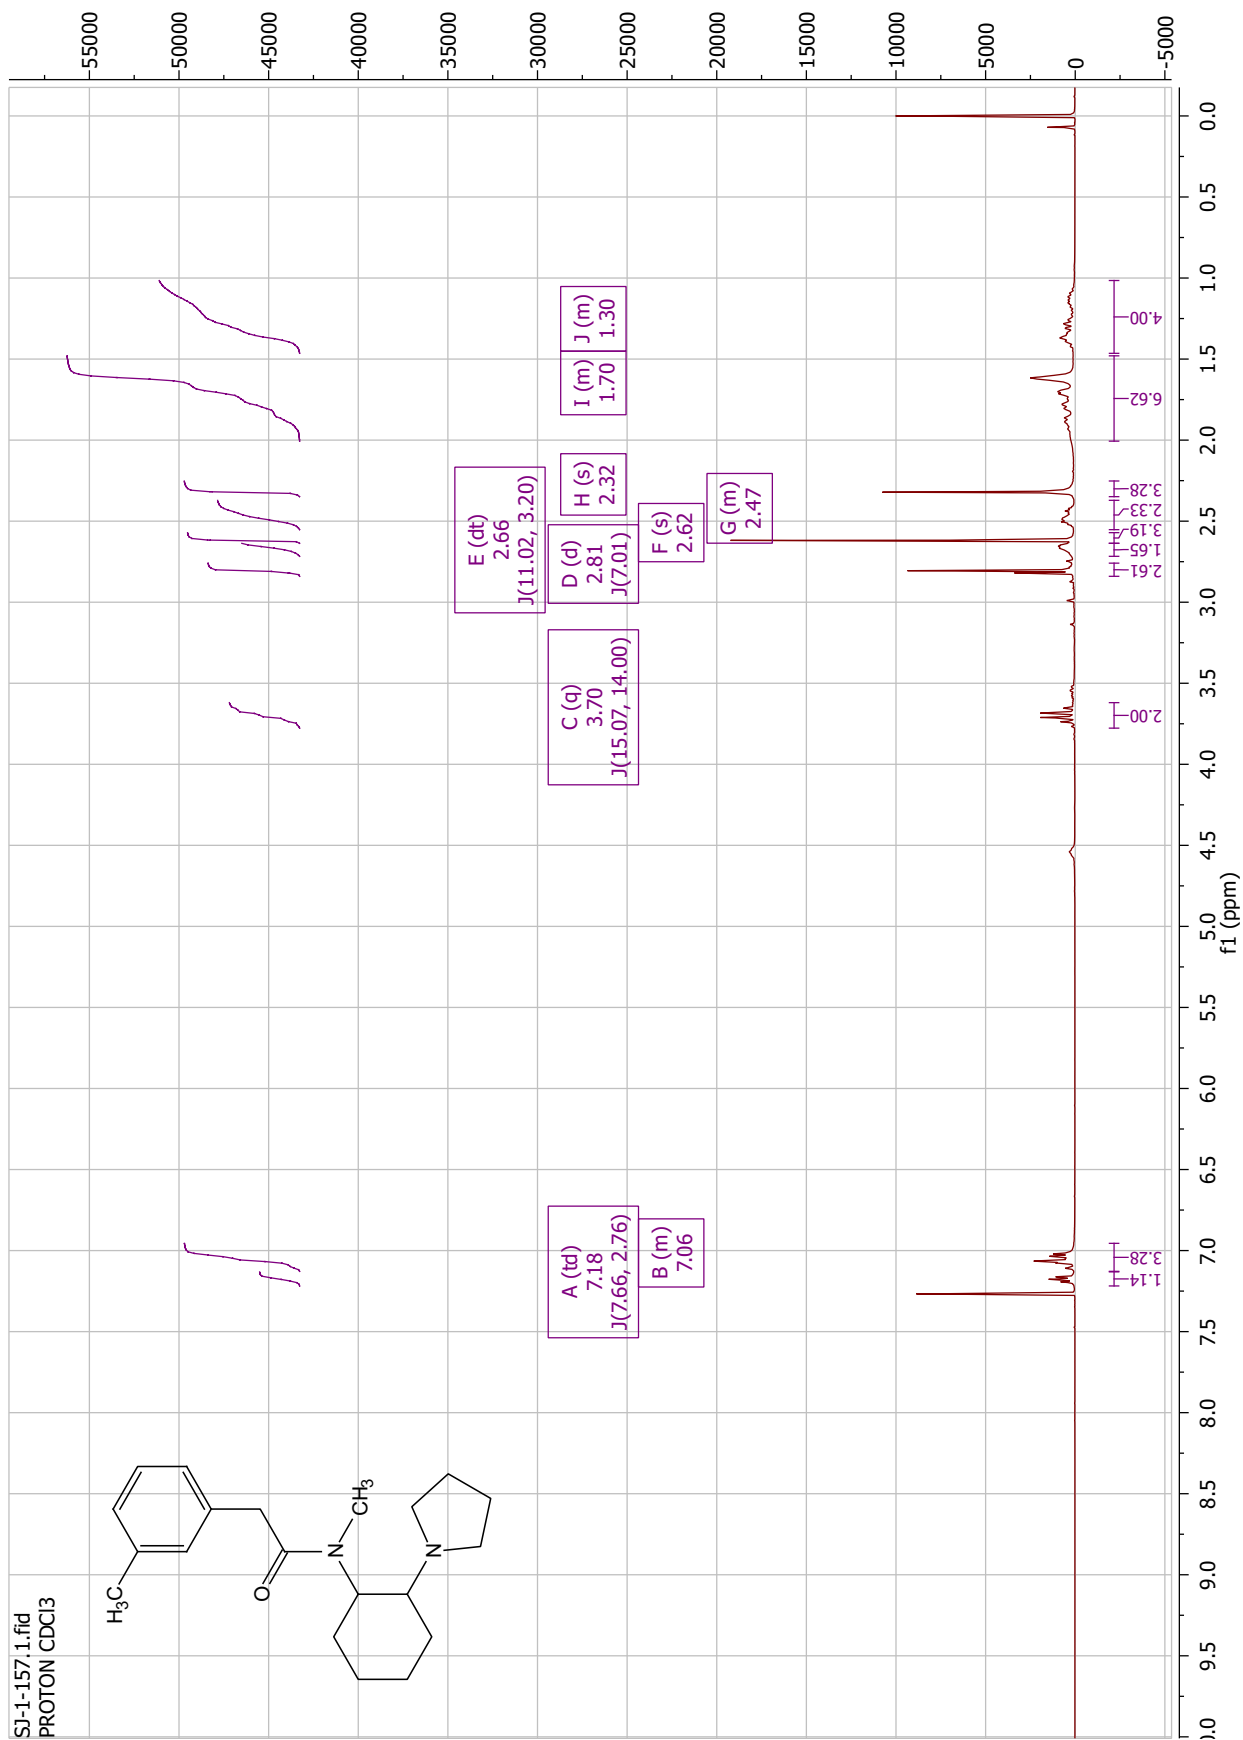 SJ-1-157.1.fid
PROTON CDCl3
H3C
O
N
CH3
N
A (td)
7.18
J(7.66, 2.76)
B (m)
7.06
C (q)
3.70
J(15.07, 14.00)
E (dt)
2.66
J(11.02, 3.20)
D (d)
2.81
J(7.01)
F (s)
2.62
G (m)
2.47
H (s)
2.32
I (m)
1.70
J (m)
1.30
55000
50000
45000
40000
35000
30000
25000
20000
15000
10000
5000
0
-5000
1.14
3.28
2.00
2.61
1.65
3.19
2.33
3.28
6.62
4.00
0.0 9.5 9.0 8.5 8.0 7.5 7.0 6.5 6.0 5.5 5.0 4.5 4.0 3.5 3.0 2.5 2.0 1.5 1.0 0.5 0.0
f1 (ppm)